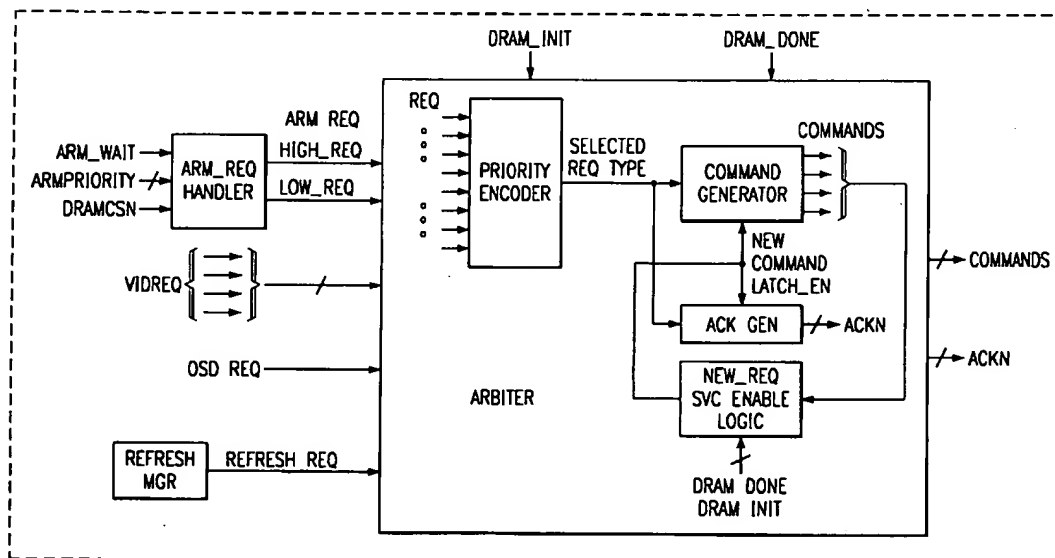 DRAM_INIT
DRAM_DONE
REQ
ARM REQ
HIGH_REQ
LOW_REQ
ARM_WAIT
ARMPRIORITY
DRAMCSN
ARM_REQ
HANDLER
PRIORITY
ENCODER
SELECTED
REQ TYPE
COMMANDS
COMMAND
GENERATOR
NEW
COMMAND
LATCH_EN
COMMANDS
VIDREQ
ACK GEN
ACKN
ACKN
OSD REQ
ARBITER
NEW_REQ
SVC ENABLE
LOGIC
REFRESH
MGR
REFRESH REQ
DRAM DONE
DRAM INIT